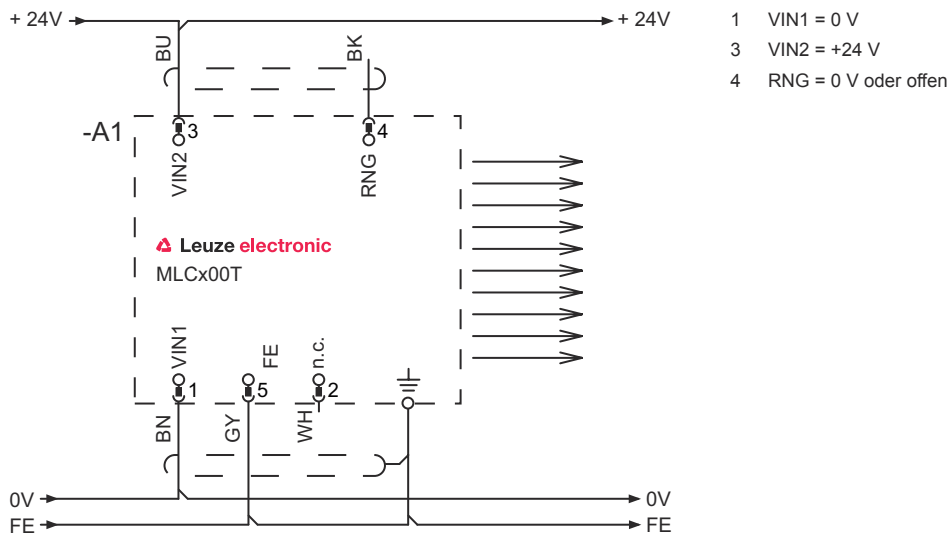 + 24V
+ 24V
1 VIN1 = 0 V
3 VIN2 = +24 V
4 RNG = 0 V oder offen
BU
BK
-A1
3
4
VIN2
RNG
Leuze electronic
MLCx00T
VIN1
FE
n.c.
1
5
2
BN
GY
WH
0V
0V
FE
FE